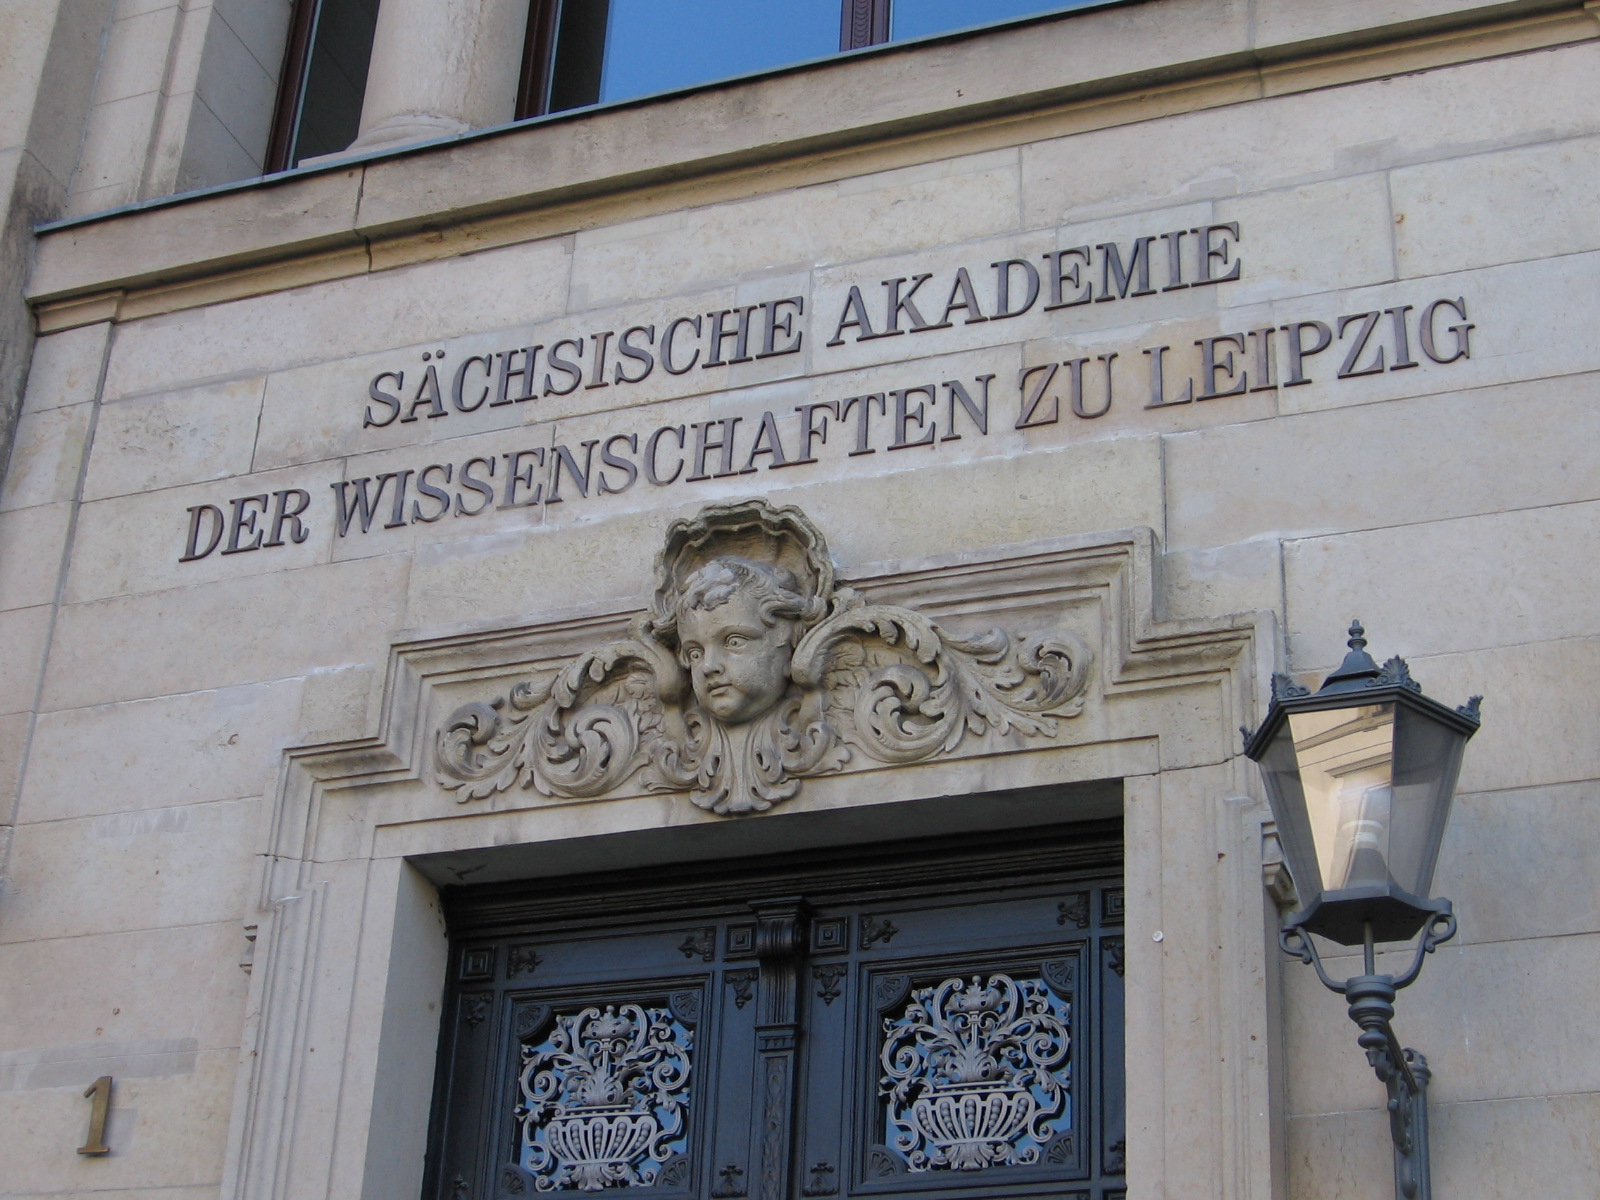 SÄCHSISCHE AKADEMIE
DER WISSENSCHAFTEN ZU LEIPZIG
1